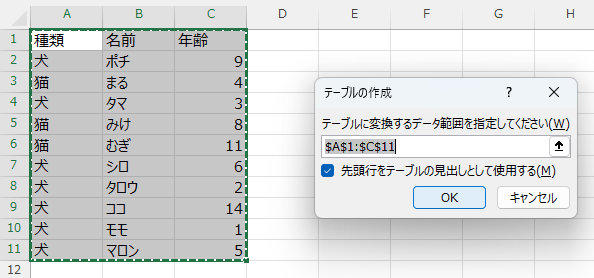 A B C D E F G H
1 種類 名前 年齢
2 犬 ポチ 9
3 猫 まる 4
4 犬 タマ 3
5 猫 みけ 8
6 猫 むぎ 11
7 犬 シロ 6
8 犬 タロウ 2
9 犬 ココ 14
10 犬 モモ 1
11 犬 マロン 5
12
テーブルの作成 ? ×
テーブルに変換するデータ範囲を指定してください(W)
$A$1:$C$11
先頭行をテーブルの見出しとして使用する(M)
OK キャンセル